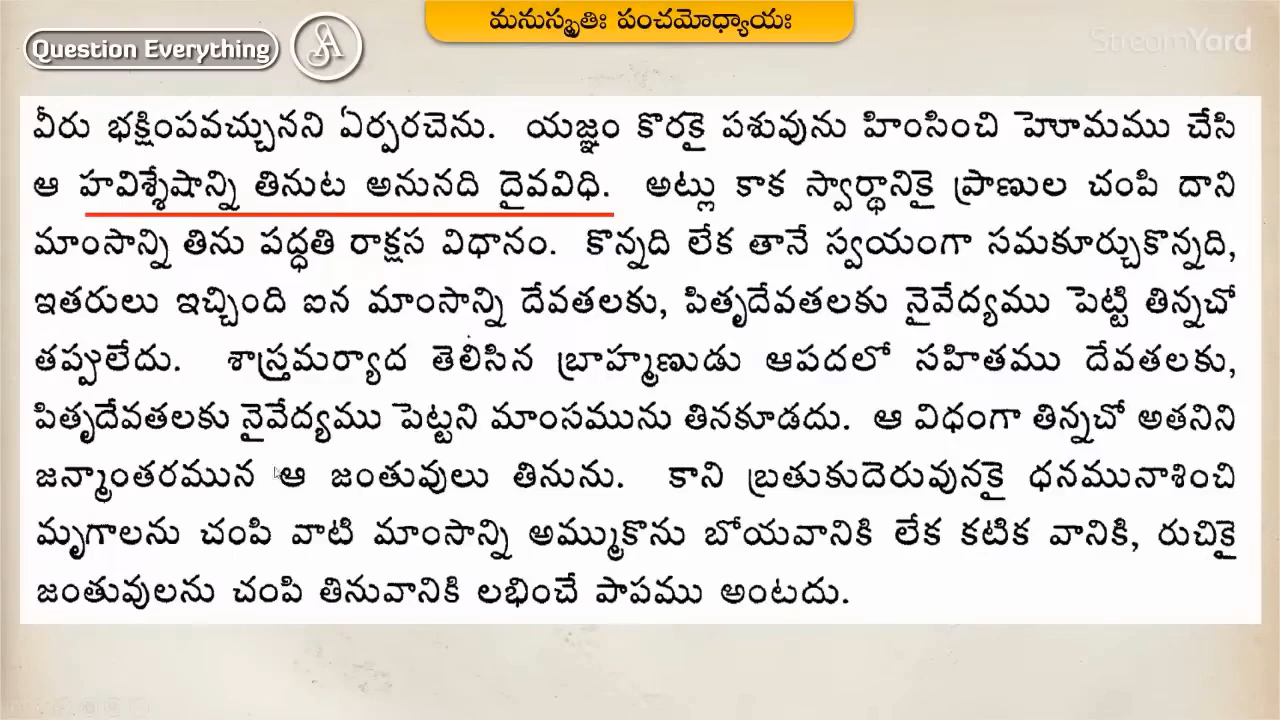 మనుస్మృతిః పంచమోధ్యాయః
Question Everything
StreamYard
వీరు భక్షింపవచ్చునని ఏర్పరచెను. యజ్ఞం కొరకై పశువును హింసించి హెూమము చేసి
ఆ హవిశ్శేషాన్ని తినుట అనునది దైవవిధి. అట్లు కాక స్వార్థానికై ప్రాణుల చంపి దాని
మాంసాన్ని తిను పద్ధతి రాక్షస విధానం. కొన్నది లేక తానే స్వయంగా సమకూర్చుకొన్నది,
ఇతరులు ఇచ్చింది ఐన మాంసాన్ని దేవతలకు, పితృదేవతలకు నైవేద్యము పెట్టి తిన్నచో
తప్పులేదు. శాస్త్రమర్యాద తెలిసిన బ్రాహ్మణుడు ఆపదలో సహితము దేవతలకు,
పితృదేవతలకు నైవేద్యము పెట్టని మాంసమును తినకూడదు. ఆ విధంగా తిన్నచో అతనిని
జన్మాంతరమున ఆ జంతువులు తినును. కాని బ్రతుకుదెరువునకై ధనమునాశించి
మృగాలను చంపి వాటి మాంసాన్ని అమ్ముకొను బోయవానికి లేక కటిక వానికి, రుచికై
జంతువులను చంపి తినువానికి లభించే పాపము అంటదు.